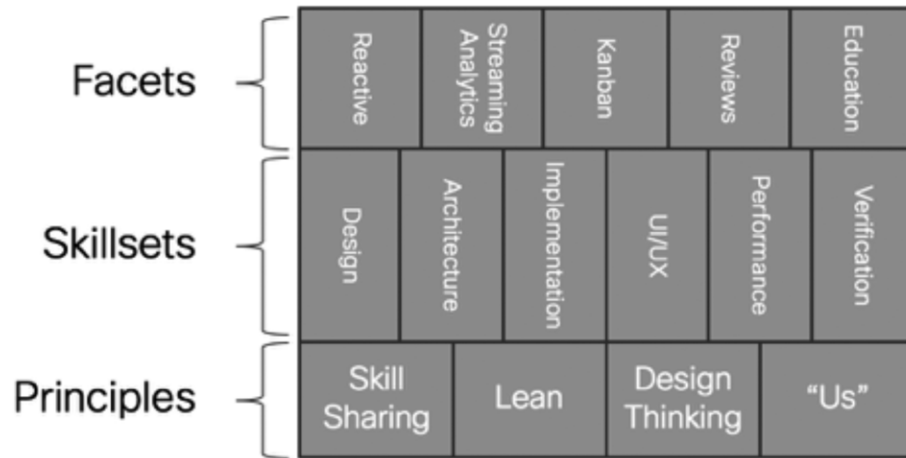 Facets
Reactive
Streaming
Analytics
Kanban
Reviews
Education
Skillsets
Design
Architecture
Implementation
UI/UX
Performance
Verification
Principles
Skill
Sharing
Lean
Design
Thinking
“Us”